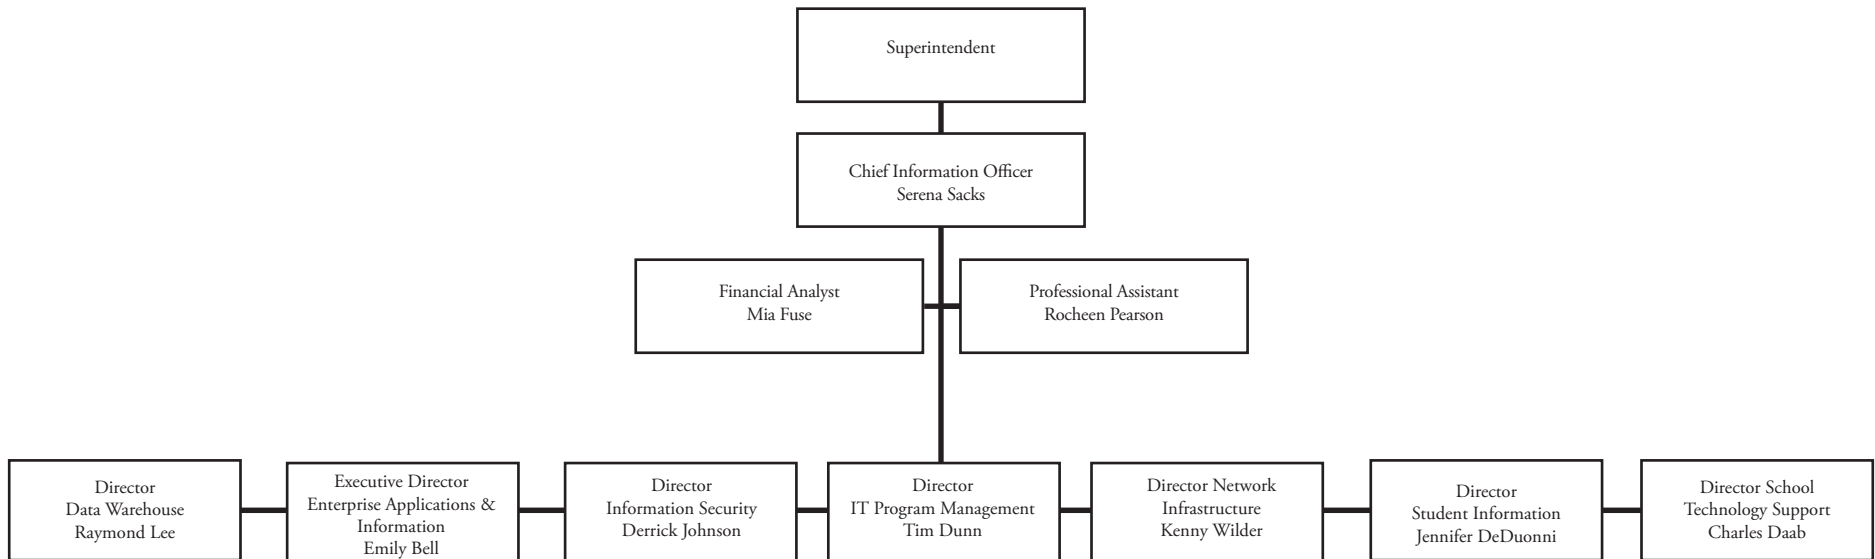 Superintendent
Chief Information Officer
Serena Sacks
Financial Analyst
Mia Fuse
Professional Assistant
Rocheen Pearson
Director
Data Warehouse
Raymond Lee
Executive Director
Enterprise Applications &
Information
Emily Bell
Director
Information Security
Derrick Johnson
Director
IT Program Management
Tim Dunn
Director Network
Infrastructure
Kenny Wilder
Director
Student Information
Jennifer DeDuonni
Director School
Technology Support
Charles Daab